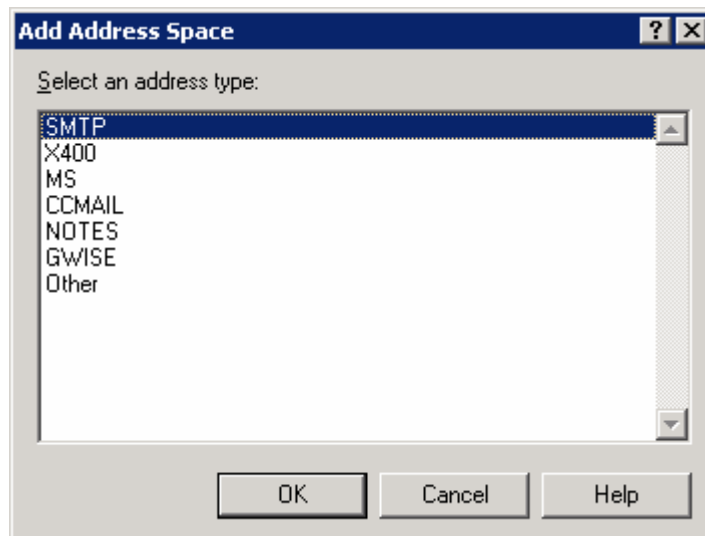 Add Address Space
Select an address type:
SMTP
X400
MS
CCMAIL
NOTES
GWISE
Other
OK Cancel Help